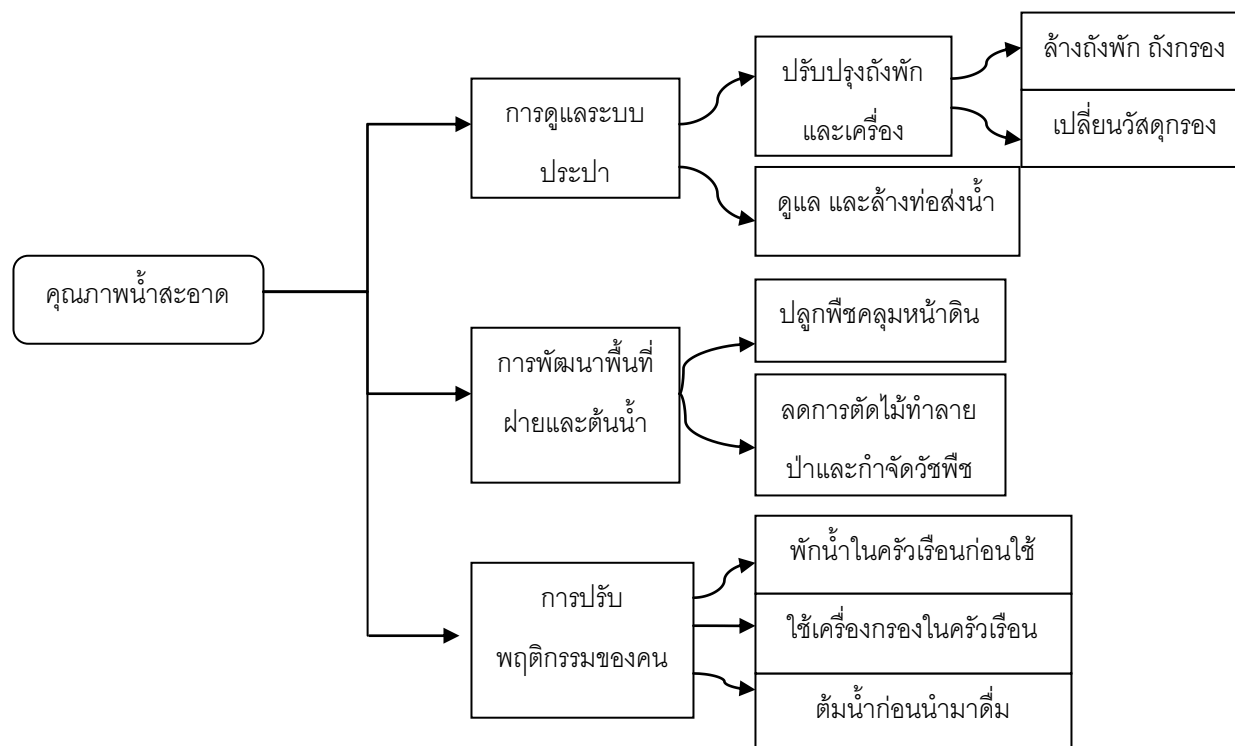 คุณภาพน้ำสะอาด
การดูแลระบบ
ประปา
ปรับปรุงถังพัก
และเครื่อง
ล้างถังพัก ถังกรอง
เปลี่ยนวัสดุกรอง
ดูแล และล้างท่อส่งน้ำ
การพัฒนาพื้นที่
ฝายและต้นน้ำ
ปลูกพืชคลุมหน้าดิน
ลดการตัดไม้ทำลาย
ป่าและกำจัดวัชพืช
การปรับ
พฤติกรรมของคน
พักน้ำในครัวเรือนก่อนใช้
ใช้เครื่องกรองในครัวเรือน
ต้มน้ำก่อนนำมาดื่ม